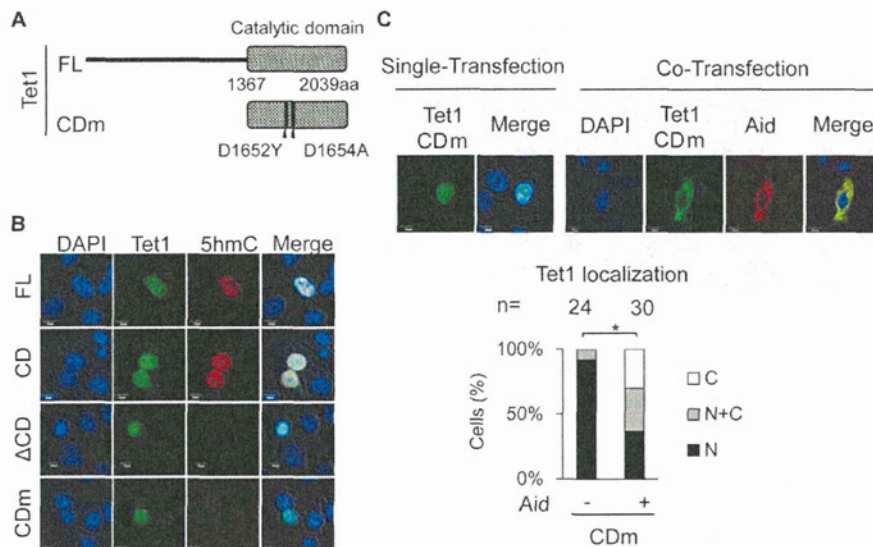 A
Catalytic domain
Tet1
FL
1367 2039aa
CDm
D1652Y D1654A
B
DAPI Tet1 5hmC Merge
FL
CD
ΔCD
CDm
C
Single-Transfection Co-Transfection
Tet1 CDm Merge DAPI Tet1 CDm Aid Merge
Tet1 localization
n= 24 30
*
100%
50%
0%
Cells (%)
C
N+C
N
Aid - +
CDm